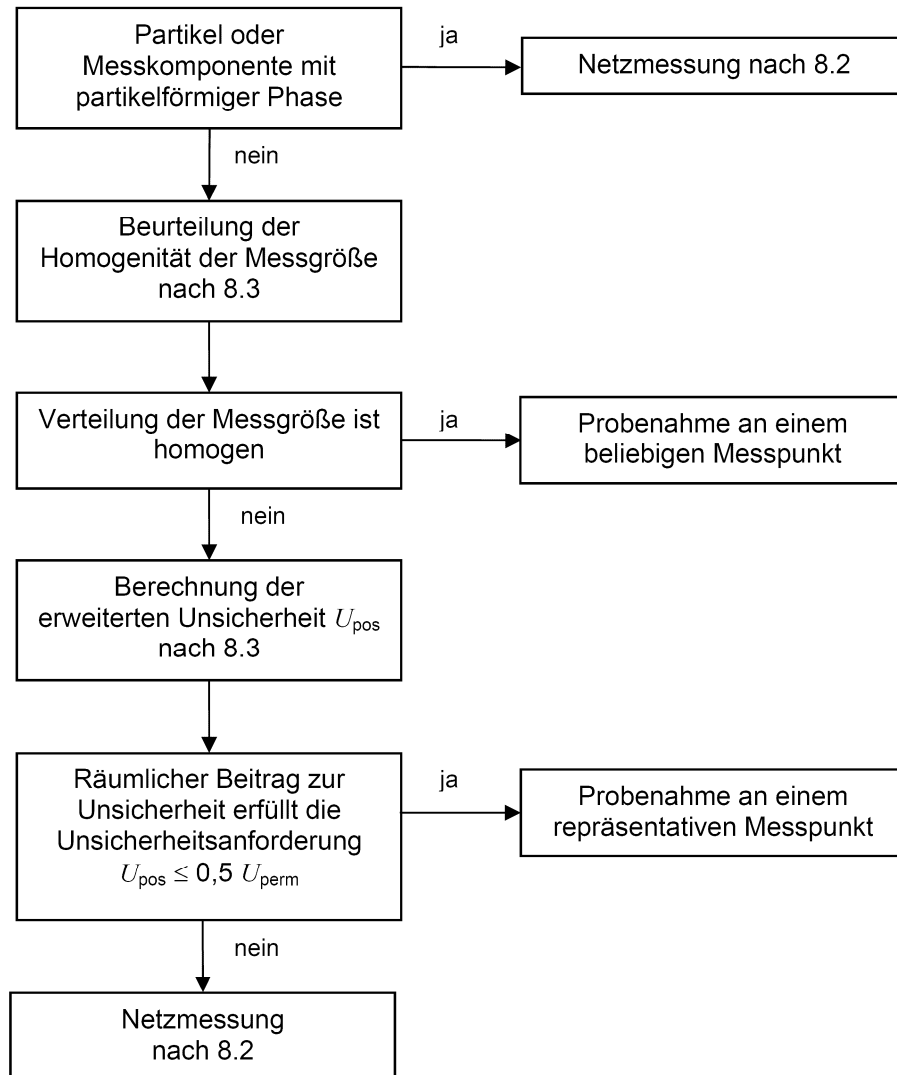 Partikel oder
Messkomponente mit
partikelförmiger Phase
ja
Netzmessung nach 8.2
nein
Beurteilung der
Homogenität der Messgröße
nach 8.3
Verteilung der Messgröße ist
homogen
ja
Probenahme an einem
beliebigen Messpunkt
nein
Berechnung der
erweiterten Unsicherheit U_pos
nach 8.3
Räumlicher Beitrag zur
Unsicherheit erfüllt die
Unsicherheitsanforderung
U_pos ≤ 0,5 U_perm
ja
Probenahme an einem
repräsentativen Messpunkt
nein
Netzmessung
nach 8.2